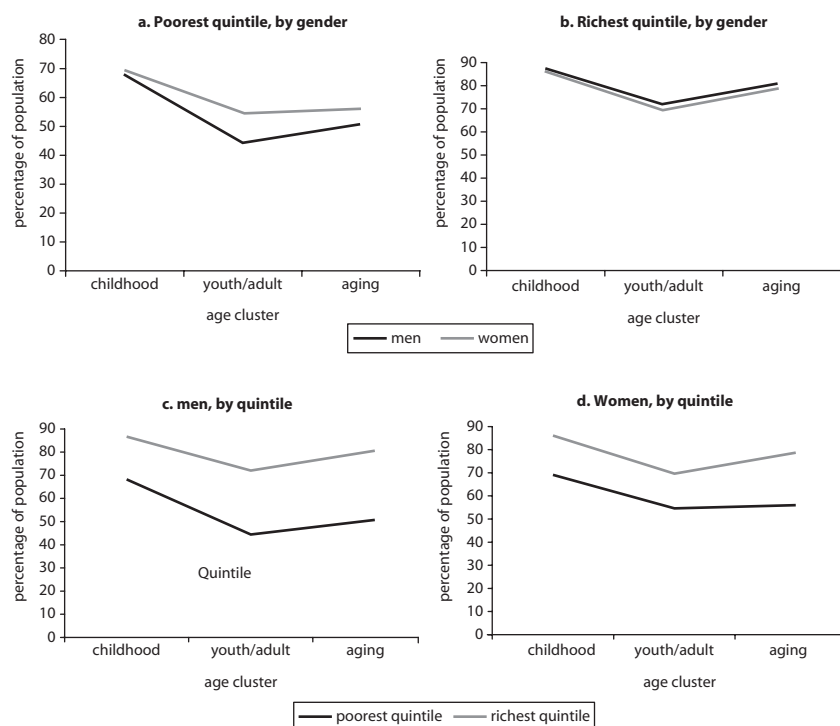 a. Poorest quintile, by gender
percentage of population
80
70
60
50
40
30
20
10
0
childhood youth/adult aging
age cluster
b. Richest quintile, by gender
percentage of population
90
80
70
60
50
40
30
20
10
0
childhood youth/adult aging
age cluster
men women
c. men, by quintile
percentage of population
90
80
70
60
50
40
30
20
10
0
Quintile
childhood youth/adult aging
age cluster
d. Women, by quintile
percentage of population
90
80
70
60
50
40
30
20
10
0
childhood youth/adult aging
age cluster
poorest quintile richest quintile